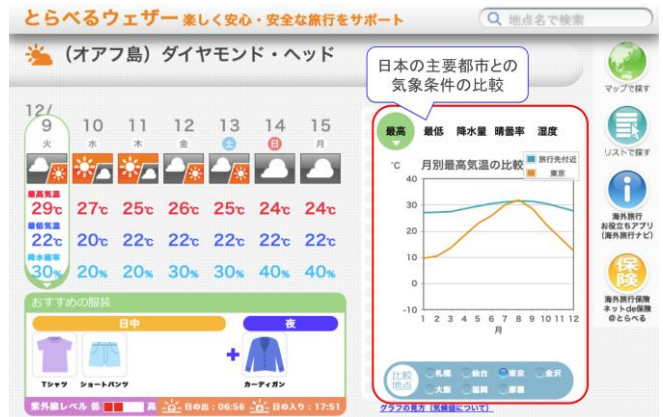 とらべるウェザー 楽しく安心・安全な旅行をサポート
地点名で検索
(オアフ島) ダイヤモンド・ヘッド
日本の主要都市との
気象条件の比較
マップで探す
リストで探す
海外旅行
お役立ちアプリ
(海外旅行ナビ)
保険
海外旅行保険
ネットde保険
@とらべる
12/
9 10 11 12 13 14 15
火 水 木 金 土 日 月
最高気温
29℃ 27℃ 25℃ 26℃ 25℃ 24℃ 24℃
最低気温
22℃ 20℃ 22℃ 22℃ 22℃ 22℃ 22℃
降水確率
30% 20% 20% 30% 30% 40% 40%
おすすめの服装
日中 夜
+
Tシャツ ショートパンツ カーディガン
紫外線レベル 低 高 日の出：06:56 日の入り：17:51
最高 最低 降水量 晴曇率 湿度
℃ 月別最高気温の比較
旅行先付近
東京
40
30
20
10
0
-10
1 2 3 4 5 6 7 8 9 10 11 12
月
比較
地点
札幌 仙台 東京 金沢
大阪 福岡 那覇
グラフの見方（気候値について）